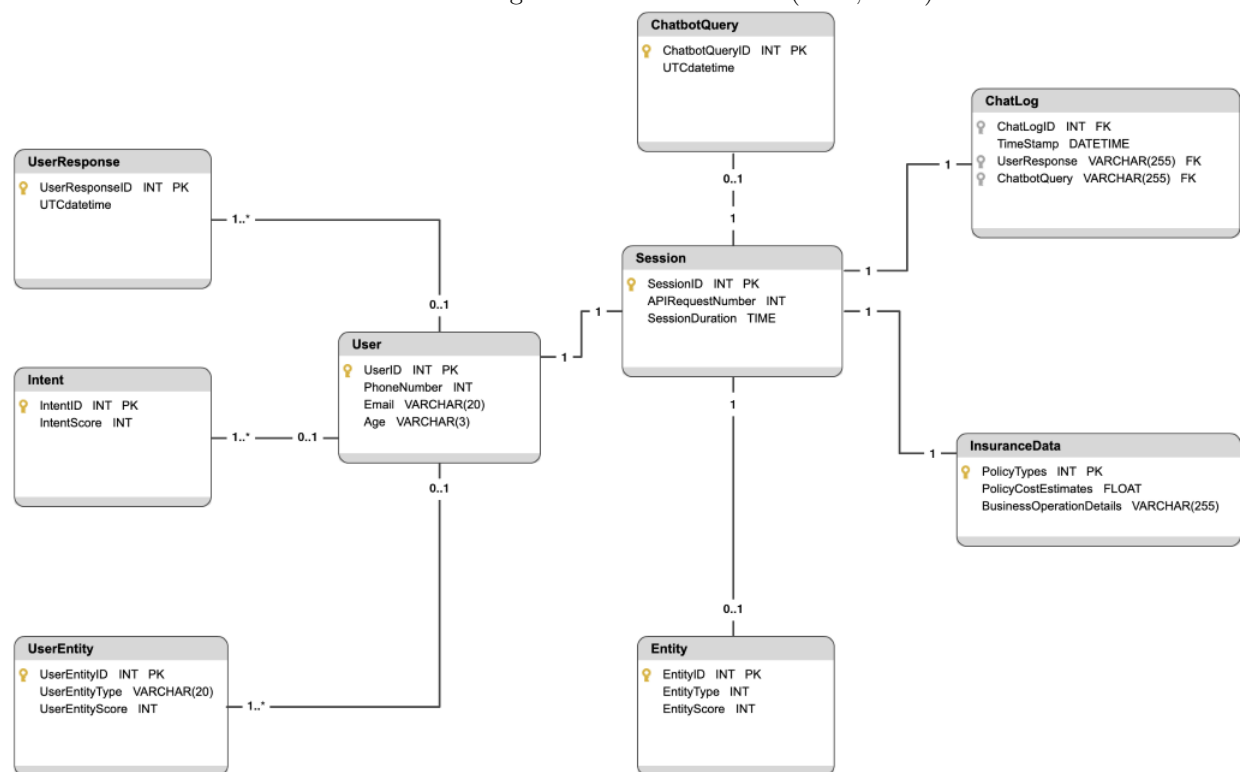 ChatbotQuery
ChatbotQueryID INT PK
UTCdatetime
ChatLog
ChatLogID INT FK
TimeStamp DATETIME
UserResponse VARCHAR(255) FK
ChatbotQuery VARCHAR(255) FK
UserResponse
UserResponseID INT PK
UTCdatetime
1
0..1
1..*
1
Session
SessionID INT PK
APIRequestNumber INT
SessionDuration TIME
1
0..1
1
1
User
UserID INT PK
PhoneNumber INT
Email VARCHAR(20)
Age VARCHAR(3)
1
Intent
IntentID INT PK
IntentScore INT
1..*
0..1
1
0..1
1
InsuranceData
PolicyTypes INT PK
PolicyCostEstimates FLOAT
BusinessOperationDetails VARCHAR(255)
0..1
UserEntity
UserEntityID INT PK
UserEntityType VARCHAR(20)
UserEntityScore INT
1..*
Entity
EntityID INT PK
EntityType INT
EntityScore INT